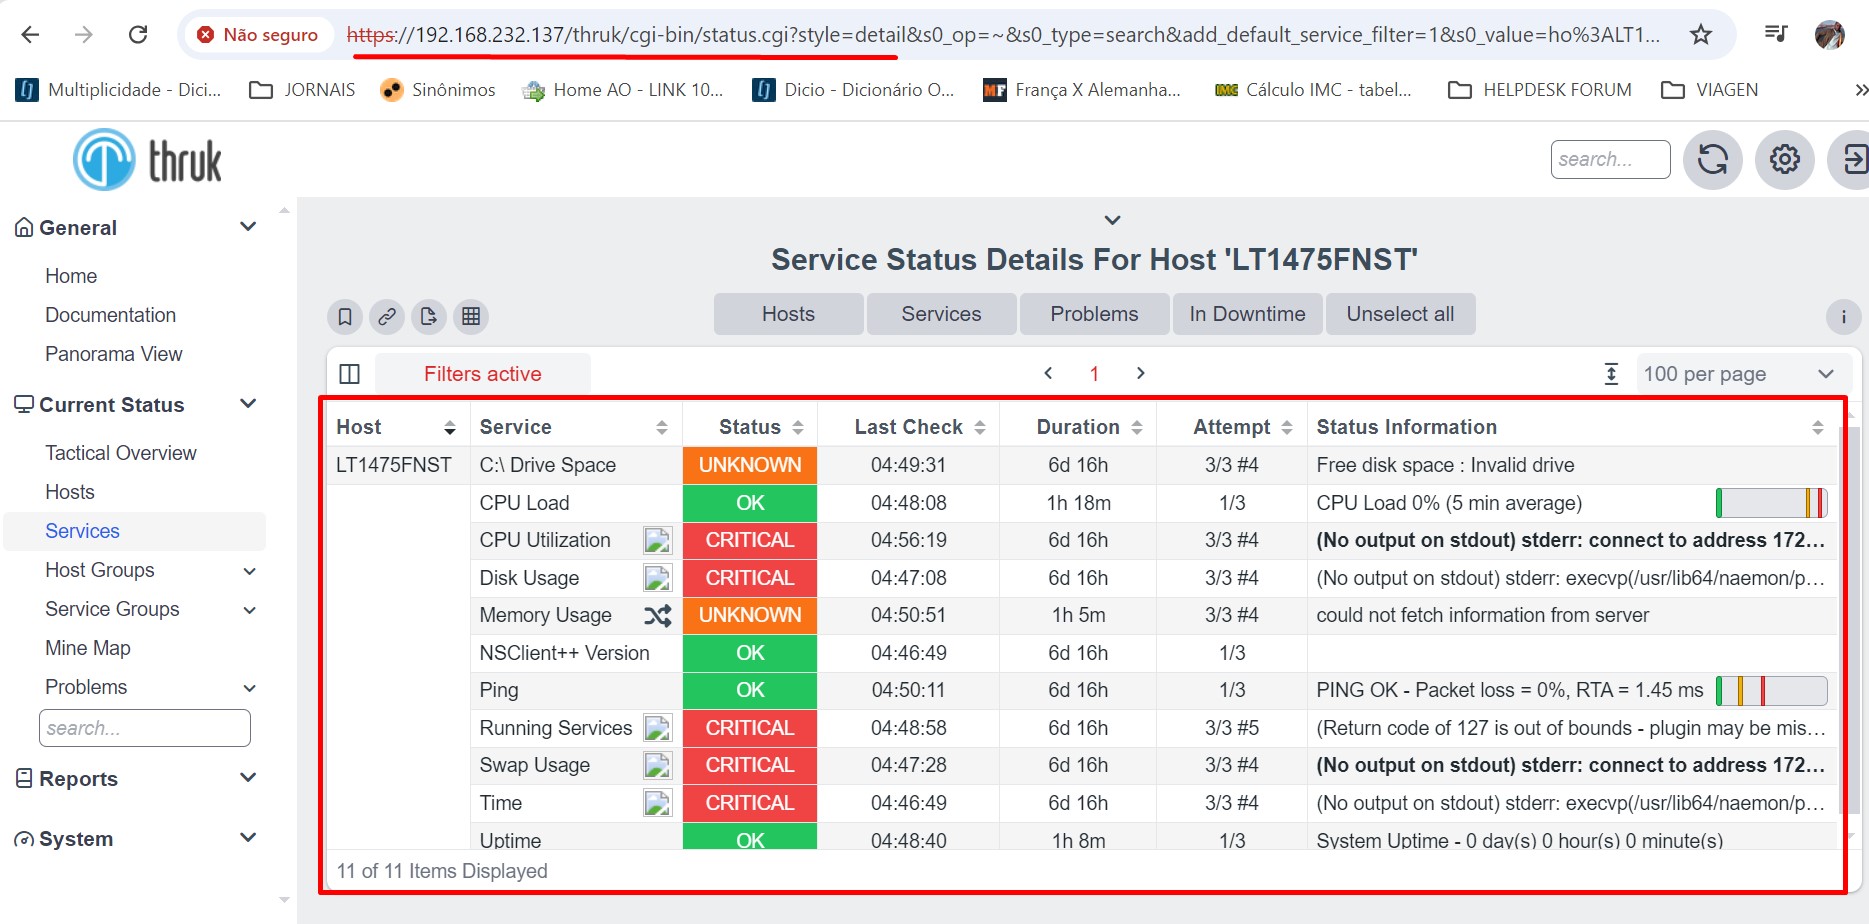 Não seguro https://192.168.232.137/thruk/cgi-bin/status.cgi?style=detail&s0_op=~&s0_type=search&add_default_service_filter=1&s0_value=ho%3ALT1...
Multiplicidade - Dici... JORNAIS Sinônimos Home AO - LINK 10... Dicio - Dicionário O... MF França X Alemanha... IMC Cálculo IMC - tabel... HELPDESK FORUM VIAGEN »
thruk search...
General
Home
Documentation
Panorama View
Current Status
Tactical Overview
Hosts
Services
Host Groups
Service Groups
Mine Map
Problems
search...
Reports
System
Service Status Details For Host 'LT1475FNST'
Hosts Services Problems In Downtime Unselect all i
Filters active < 1 > 100 per page
Host Service Status Last Check Duration Attempt Status Information
LT1475FNST C:\ Drive Space UNKNOWN 04:49:31 6d 16h 3/3 #4 Free disk space : Invalid drive
CPU Load OK 04:48:08 1h 18m 1/3 CPU Load 0% (5 min average)
CPU Utilization CRITICAL 04:56:19 6d 16h 3/3 #4 (No output on stdout) stderr: connect to address 172...
Disk Usage CRITICAL 04:47:08 6d 16h 3/3 #4 (No output on stdout) stderr: execvp(/usr/lib64/naemon/p...
Memory Usage UNKNOWN 04:50:51 1h 5m 3/3 #4 could not fetch information from server
NSClient++ Version OK 04:46:49 6d 16h 1/3
Ping OK 04:50:11 6d 16h 1/3 PING OK - Packet loss = 0%, RTA = 1.45 ms
Running Services CRITICAL 04:48:58 6d 16h 3/3 #5 (Return code of 127 is out of bounds - plugin may be mis...
Swap Usage CRITICAL 04:47:28 6d 16h 3/3 #4 (No output on stdout) stderr: connect to address 172...
Time CRITICAL 04:46:49 6d 16h 3/3 #4 (No output on stdout) stderr: execvp(/usr/lib64/naemon/p...
Uptime OK 04:48:40 1h 8m 1/3 System Uptime - 0 day(s) 0 hour(s) 0 minute(s)
11 of 11 Items Displayed